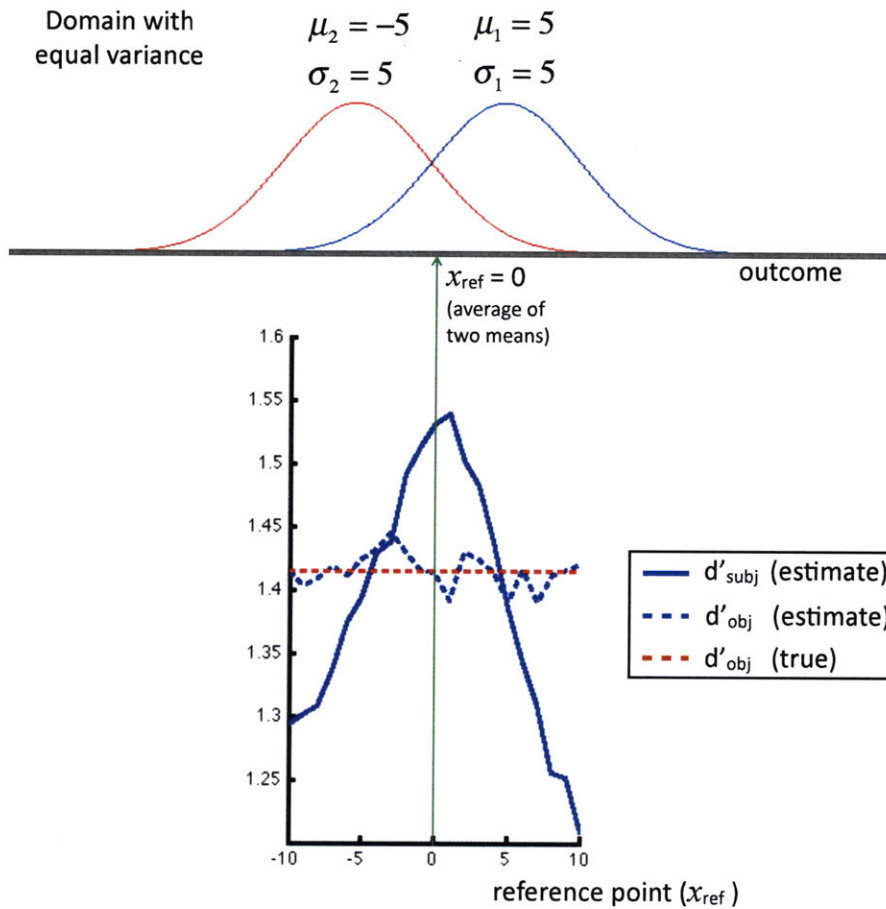 Domain with
equal variance
μ₂ = −5
μ₁ = 5
σ₂ = 5
σ₁ = 5
outcome
x_ref = 0
(average of
two means)
1.6
1.55
1.5
1.45
1.4
1.35
1.3
1.25
-10
-5
0
5
10
reference point (x_ref)
d'subj (estimate)
d'obj (estimate)
d'obj (true)